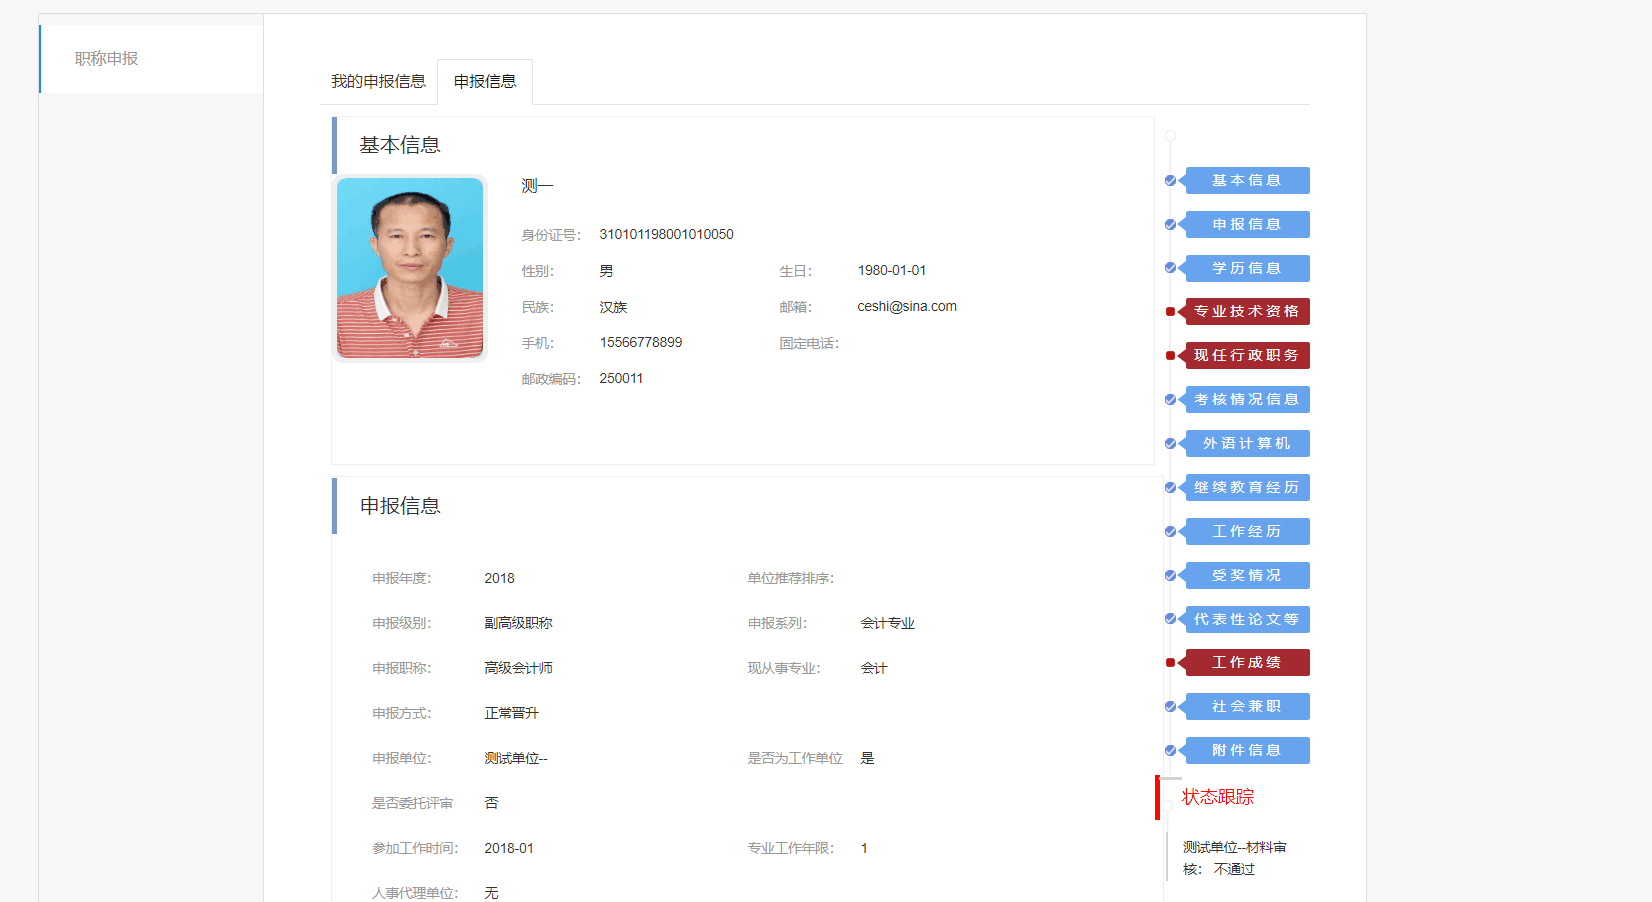 职称申报
我的申报信息 申报信息
基本信息
测一
身份证号： 310101198001010050
性别： 男 生日： 1980-01-01
民族： 汉族 邮箱： ceshi@sina.com
手机： 15566778899 固定电话：
邮政编码： 250011
申报信息
申报年度： 2018 单位推荐排序：
申报级别： 副高级职称 申报系列： 会计专业
申报职称： 高级会计师 现从事专业： 会计
申报方式： 正常晋升
申报单位： 测试单位-- 是否为工作单位 是
是否委托评审 否
参加工作时间： 2018-01 专业工作年限： 1
人事代理单位： 无
基本信息
申报信息
学历信息
专业技术资格
现任行政职务
考核情况信息
外语计算机
继续教育经历
工作经历
受奖情况
代表性论文等
工作成绩
社会兼职
附件信息
状态跟踪
测试单位--材料审
核： 不通过